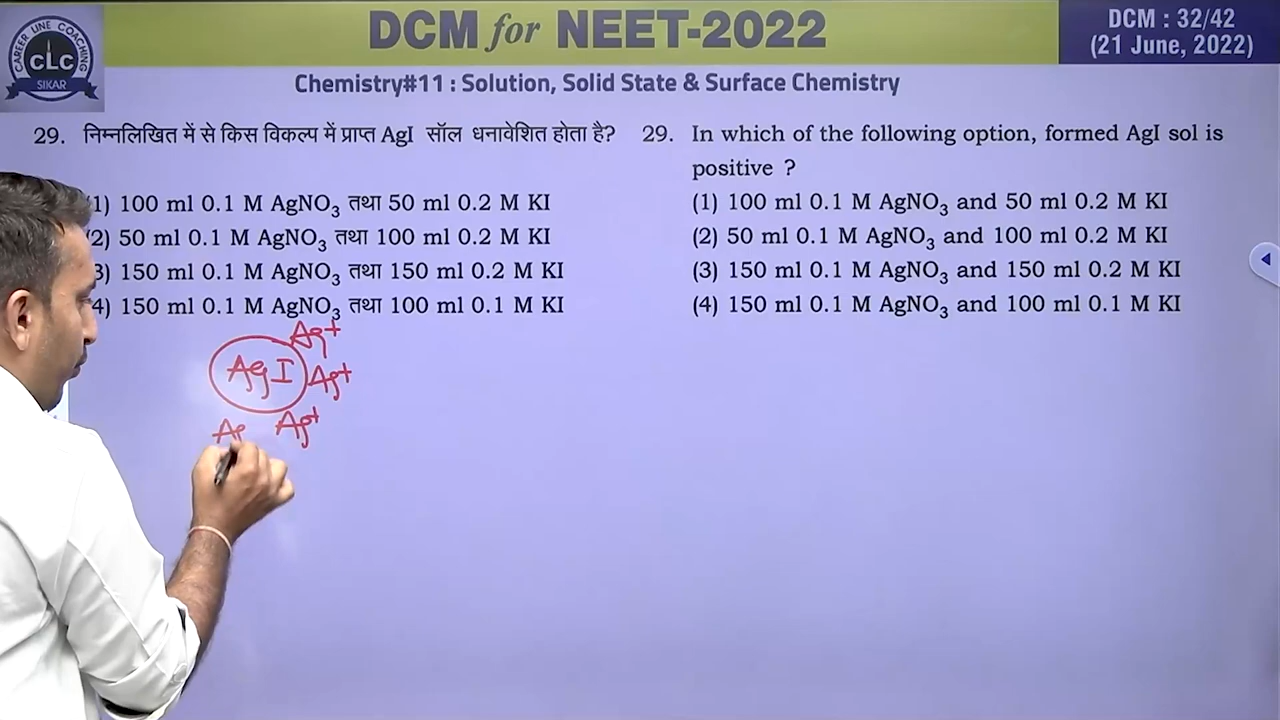 DCM for NEET-2022
DCM : 32/42
(21 June, 2022)
CAREER LINE COACHING
CLC
SIKAR
Chemistry#11 : Solution, Solid State & Surface Chemistry
29. निम्नलिखित में से किस विकल्प में प्राप्त AgI सॉल धनावेशित होता है?
1) 100 ml 0.1 M AgNO₃ तथा 50 ml 0.2 M KI
2) 50 ml 0.1 M AgNO₃ तथा 100 ml 0.2 M KI
3) 150 ml 0.1 M AgNO₃ तथा 150 ml 0.2 M KI
4) 150 ml 0.1 M AgNO₃ तथा 100 ml 0.1 M KI
29. In which of the following option, formed AgI sol is
positive ?
(1) 100 ml 0.1 M AgNO₃ and 50 ml 0.2 M KI
(2) 50 ml 0.1 M AgNO₃ and 100 ml 0.2 M KI
(3) 150 ml 0.1 M AgNO₃ and 150 ml 0.2 M KI
(4) 150 ml 0.1 M AgNO₃ and 100 ml 0.1 M KI
Ag⁺
AgI Ag⁺
Ag Ag⁺